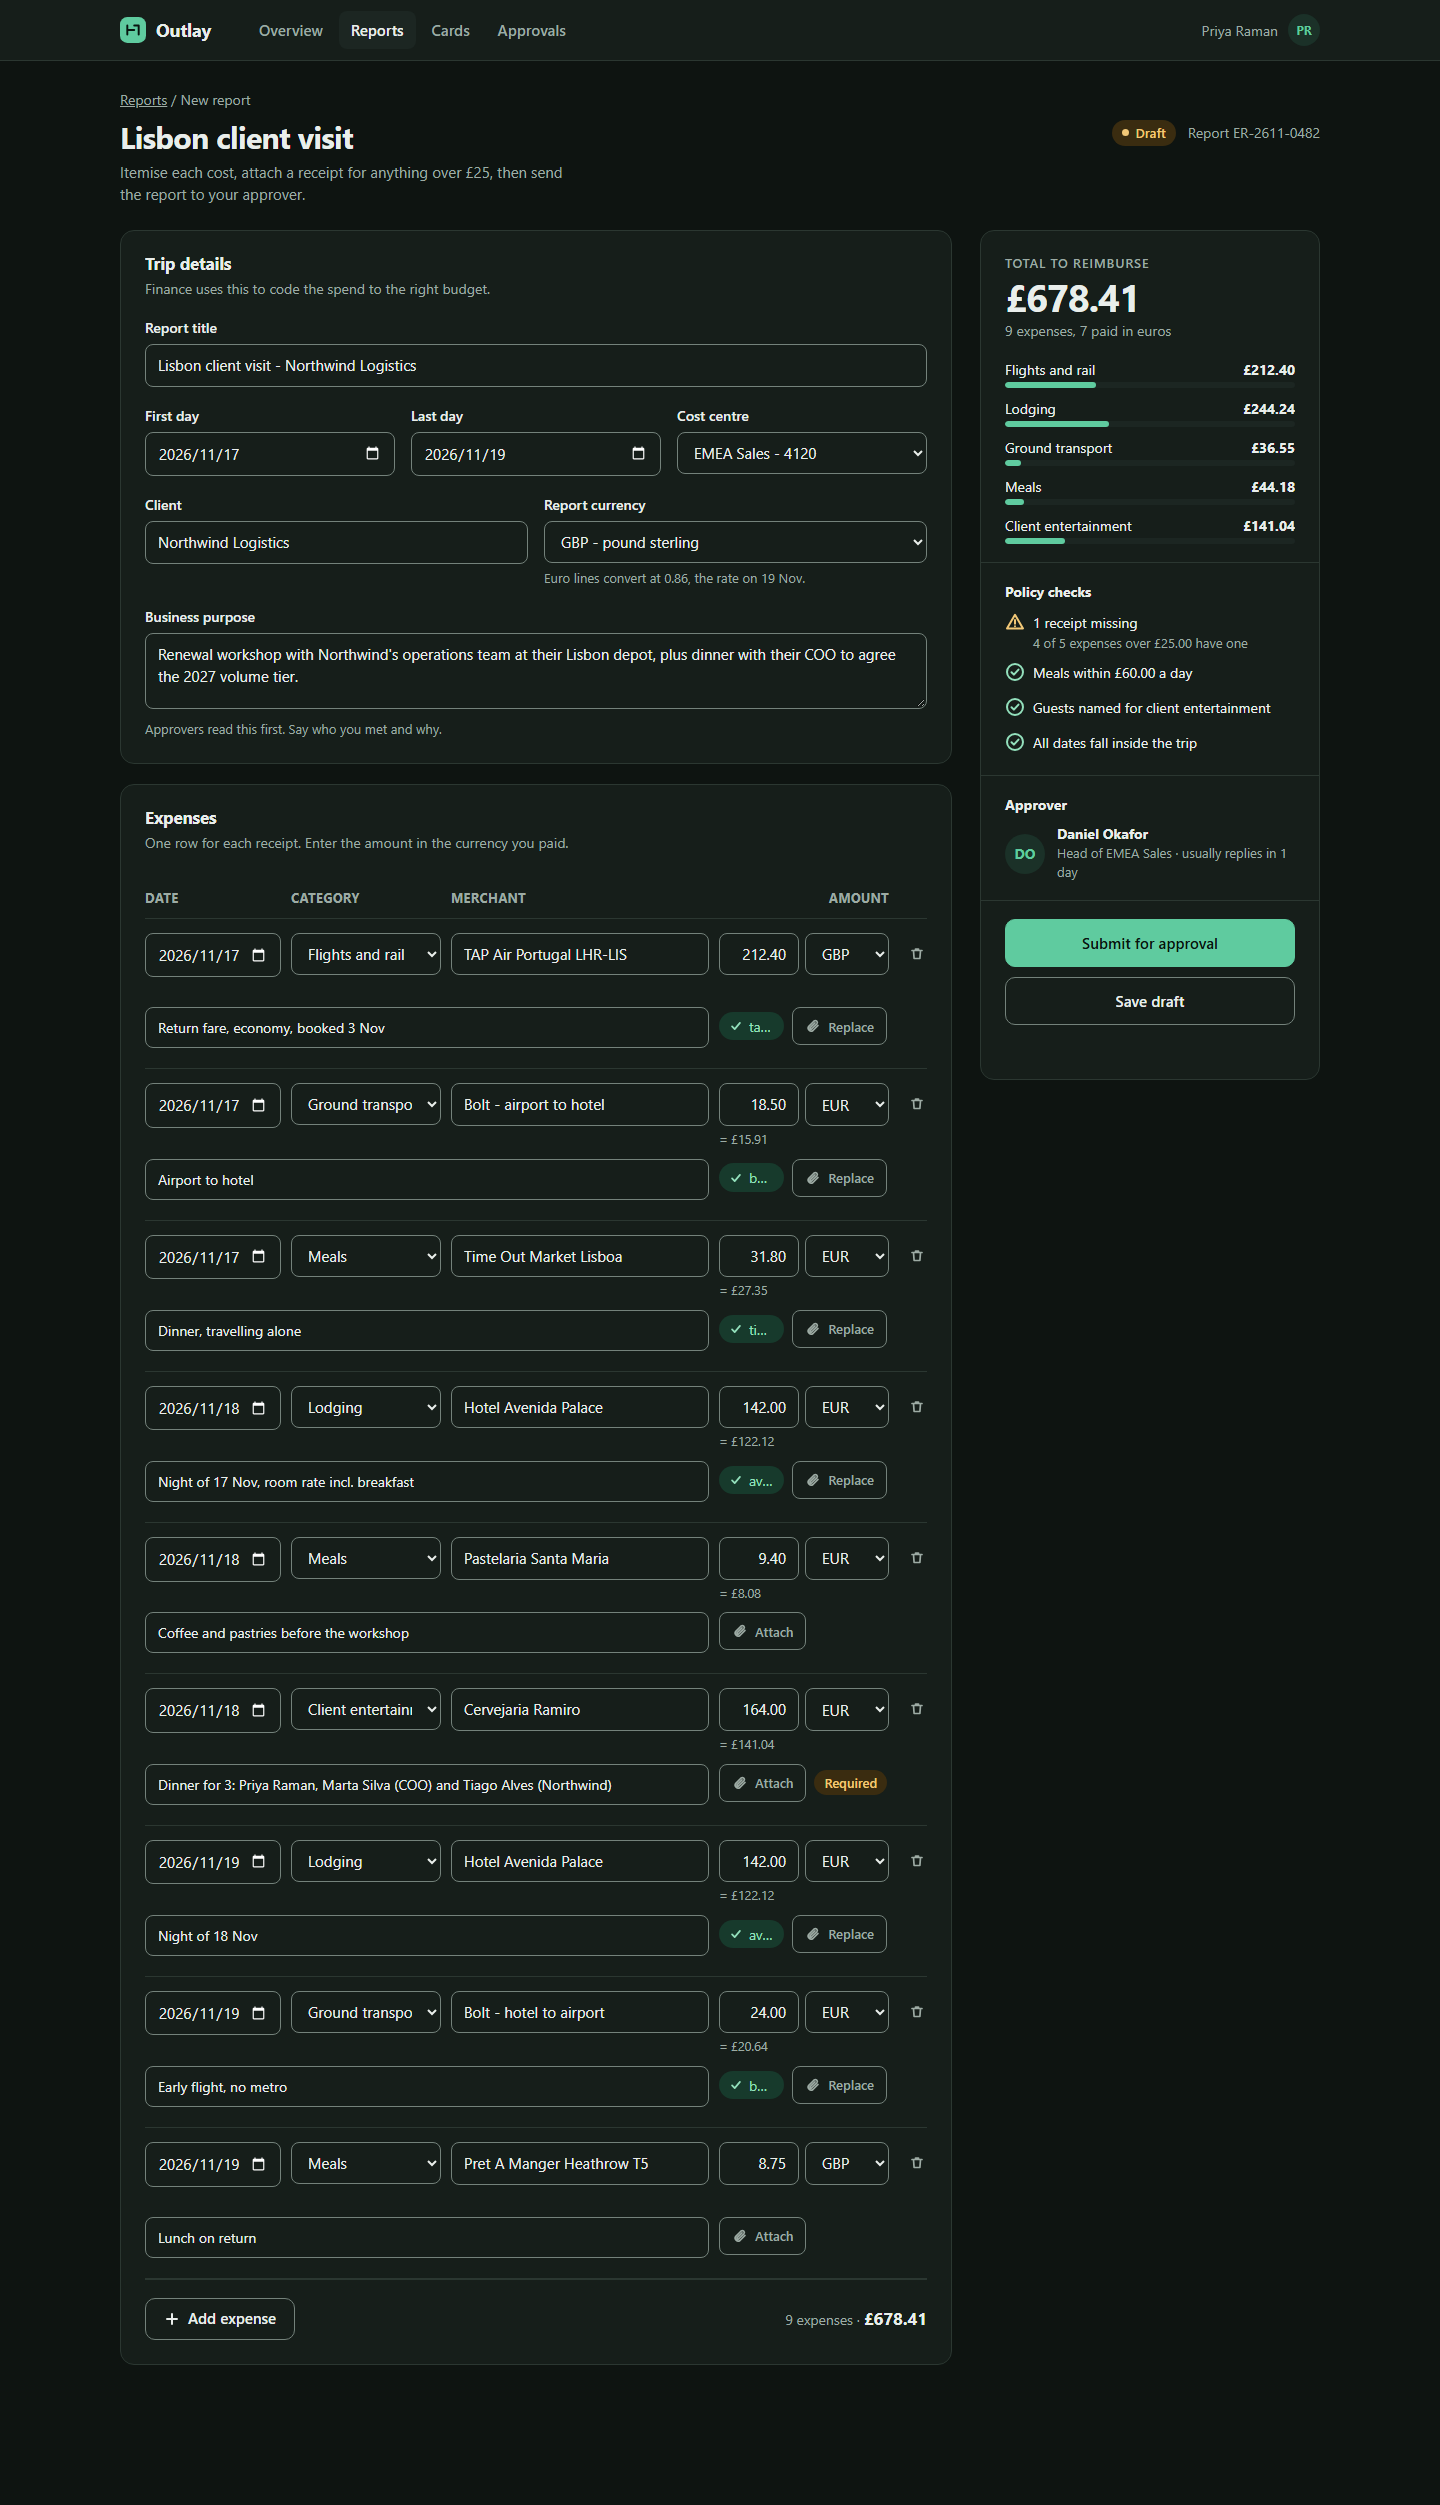 Outlay
Overview
Reports
Cards
Approvals
Priya Raman
PR
Reports / New report
Lisbon client visit
Itemise each cost, attach a receipt for anything over £25, then send
the report to your approver.
Draft
Report ER-2611-0482
Trip details
Finance uses this to code the spend to the right budget.
Report title
Lisbon client visit - Northwind Logistics
First day
Last day
Cost centre
2026/11/17
2026/11/19
EMEA Sales - 4120
Client
Report currency
Northwind Logistics
GBP - pound sterling
Euro lines convert at 0.86, the rate on 19 Nov.
Business purpose
Renewal workshop with Northwind's operations team at their Lisbon depot, plus dinner with their COO to agree
the 2027 volume tier.
Approvers read this first. Say who you met and why.
Expenses
One row for each receipt. Enter the amount in the currency you paid.
DATE CATEGORY MERCHANT AMOUNT
2026/11/17 Flights and rail TAP Air Portugal LHR-LIS 212.40 GBP
Return fare, economy, booked 3 Nov ta... Replace
2026/11/17 Ground transpo Bolt - airport to hotel 18.50 EUR
= £15.91
Airport to hotel b... Replace
2026/11/17 Meals Time Out Market Lisboa 31.80 EUR
= £27.35
Dinner, travelling alone ti... Replace
2026/11/18 Lodging Hotel Avenida Palace 142.00 EUR
= £122.12
Night of 17 Nov, room rate incl. breakfast av... Replace
2026/11/18 Meals Pastelaria Santa Maria 9.40 EUR
= £8.08
Coffee and pastries before the workshop Attach
2026/11/18 Client entertain Cervejaria Ramiro 164.00 EUR
= £141.04
Dinner for 3: Priya Raman, Marta Silva (COO) and Tiago Alves (Northwind) Attach Required
2026/11/19 Lodging Hotel Avenida Palace 142.00 EUR
= £122.12
Night of 18 Nov av... Replace
2026/11/19 Ground transpo Bolt - hotel to airport 24.00 EUR
= £20.64
Early flight, no metro b... Replace
2026/11/19 Meals Pret A Manger Heathrow T5 8.75 GBP
Lunch on return Attach
Add expense
9 expenses · £678.41
TOTAL TO REIMBURSE
£678.41
9 expenses, 7 paid in euros
Flights and rail £212.40
Lodging £244.24
Ground transport £36.55
Meals £44.18
Client entertainment £141.04
Policy checks
1 receipt missing
4 of 5 expenses over £25.00 have one
Meals within £60.00 a day
Guests named for client entertainment
All dates fall inside the trip
Approver
DO
Daniel Okafor
Head of EMEA Sales · usually replies in 1
day
Submit for approval
Save draft